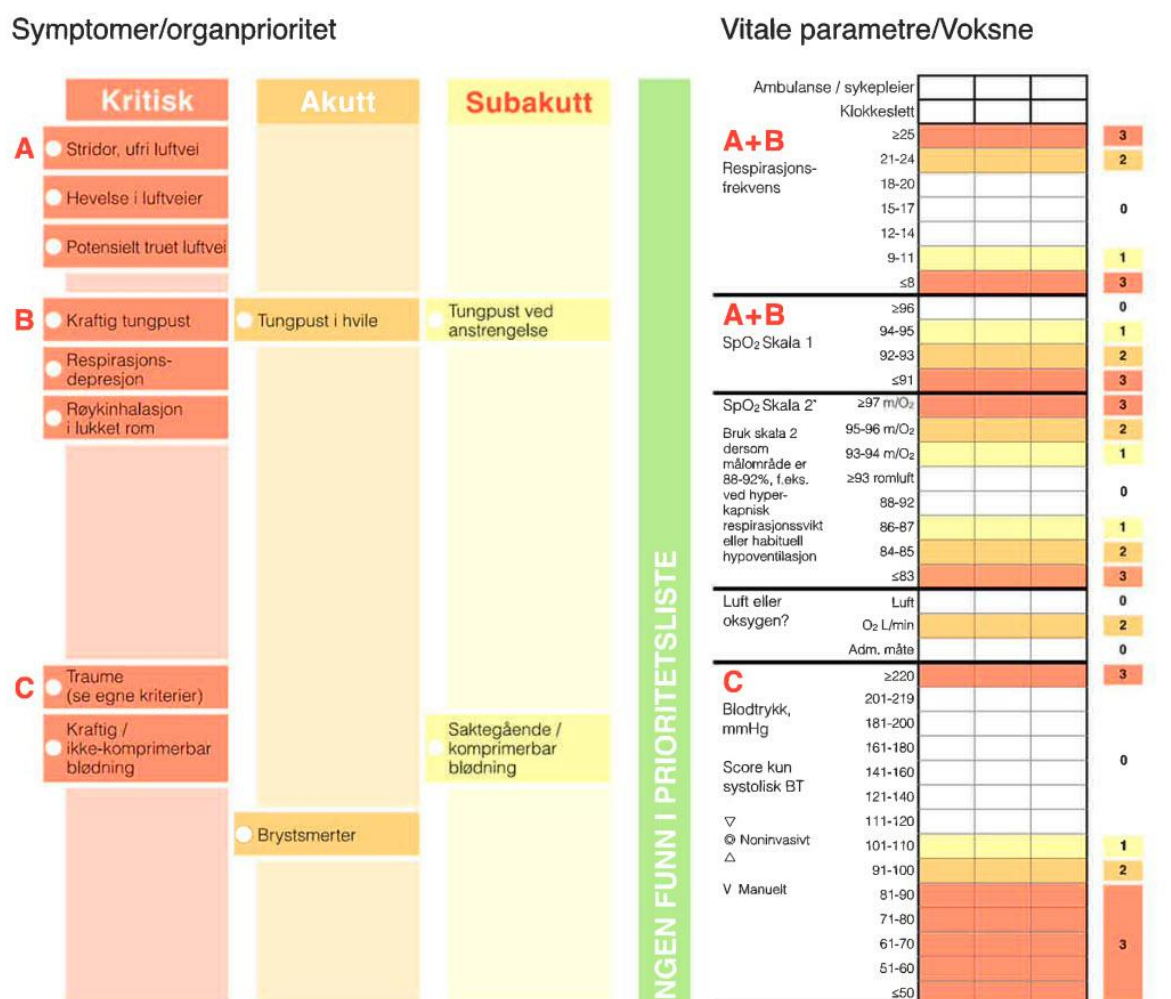 Symptomer/organprioritet
Kritisk
Akutt
Subakutt
A
Stridor, ufri luftvei
Hevelse i luftveier
Potensielt truet luftvei
B
Kraftig tungpust
Tungpust i hvile
Tungpust ved
anstrengelse
Respirasjons-
depresjon
Røykinhalasjon
i lukket rom
C
Traume
(se egne kriterier)
Kraftig /
ikke-komprimerbar
blødning
Saktegående /
komprimerbar
blødning
Brystsmerter
NGEN FUNN I PRIORITETSLISTE
Vitale parametre/Voksne
Ambulanse / sykepleier
Klokkeslett
A+B
Respirasjons-
frekvens
≥25
3
21-24
2
18-20
15-17
0
12-14
9-11
1
≤8
3
A+B
SpO₂ Skala 1
≥96
0
94-95
1
92-93
2
≤91
3
SpO₂ Skala 2*
Bruk skala 2
dersom
målområde er
88-92%, f.eks.
ved hyper-
kapnisk
respirasjonssvikt
eller habituell
hypoventilasjon
≥97 m/O₂
3
95-96 m/O₂
2
93-94 m/O₂
1
≥93 romluft
0
88-92
86-87
1
84-85
2
≤83
3
Luft eller
oksygen?
Luft
0
O₂ L/min
2
Adm. måte
0
C
Blodtrykk,
mmHg
Score kun
systolisk BT
▽
◎ Noninvasivt
△
V Manuelt
≥220
3
201-219
181-200
161-180
0
141-160
121-140
111-120
101-110
1
91-100
2
81-90
71-80
61-70
3
51-60
≤50